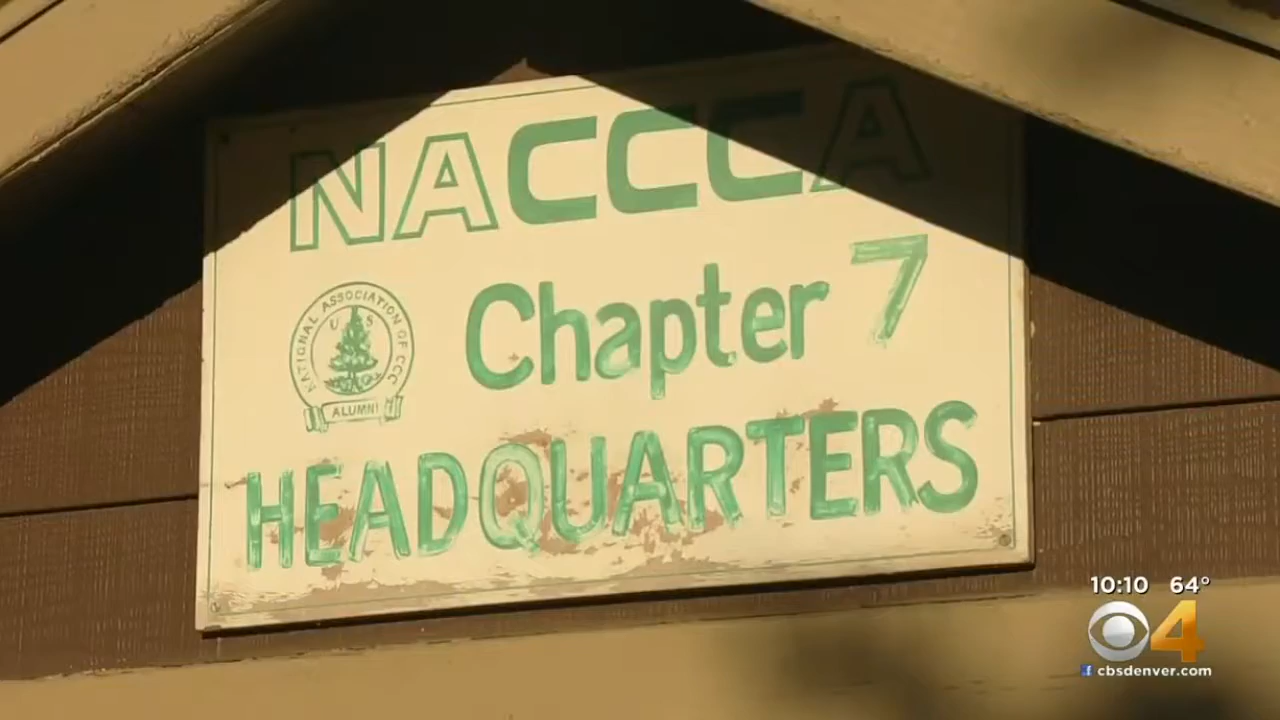 NACCCA
NATIONAL ASSOCIATION OF CCC
U S
ALUMNI
Chapter 7
HEADQUARTERS
10:10 64°
4
f cbsdenver.com